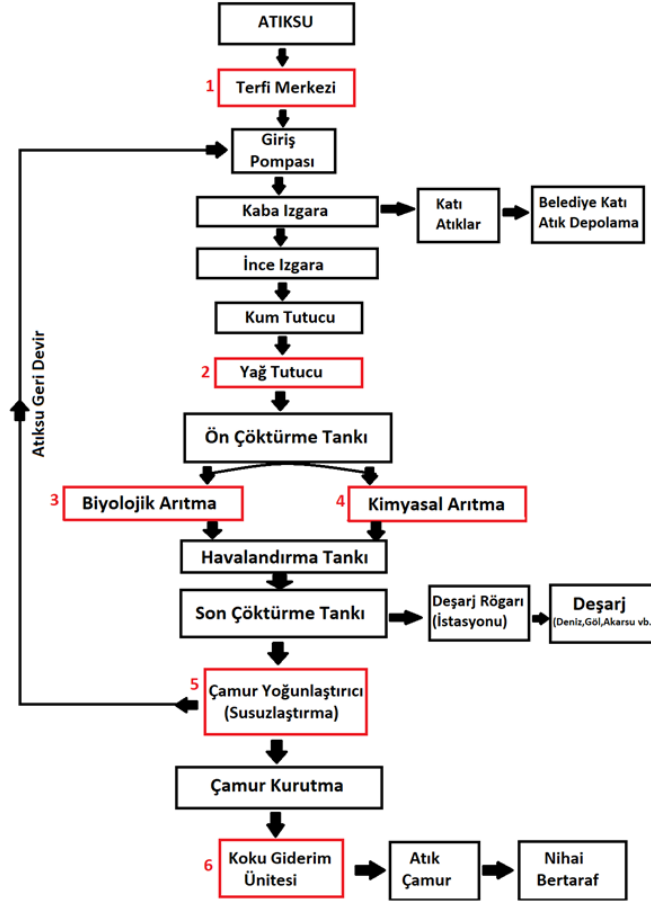 ATIKSU
1
Terfi Merkezi
Giriş
Pompası
Kaba Izgara
Katı
Atıklar
Belediye Katı
Atık Depolama
İnce Izgara
Kum Tutucu
2
Yağ Tutucu
Atıksu Geri Devir
Ön Çöktürme Tankı
3
Biyolojik Arıtma
4
Kimyasal Arıtma
Havalandırma Tankı
Son Çöktürme Tankı
Deşarj Rögarı
(İstasyonu)
Deşarj
(Deniz,Göl,Akarsu vb.
5
Çamur Yoğunlaştırıcı
(Susuzlaştırma)
Çamur Kurutma
6
Koku Giderim
Ünitesi
Atık
Çamur
Nihai
Bertaraf